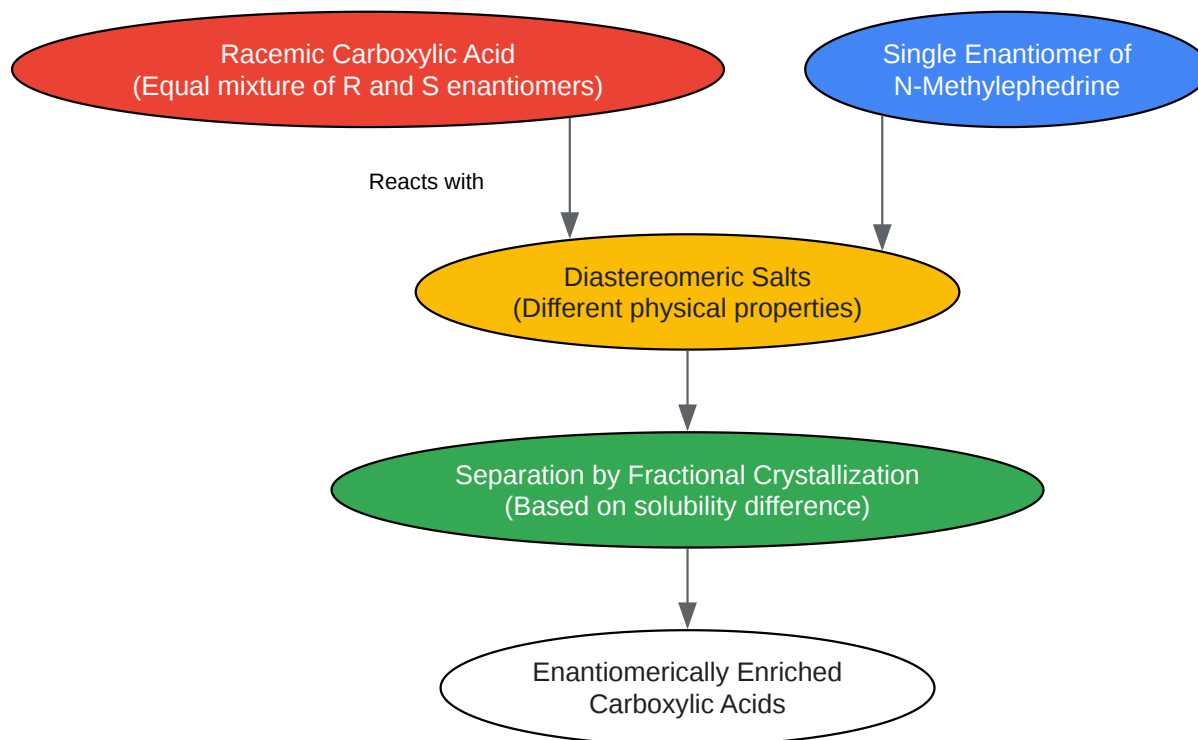 Racemic Carboxylic Acid
(Equal mixture of R and S enantiomers)
Single Enantiomer of
N-Methylephedrine
Reacts with
Diastereomeric Salts
(Different physical properties)
Separation by Fractional Crystallization
(Based on solubility difference)
Enantiomerically Enriched
Carboxylic Acids